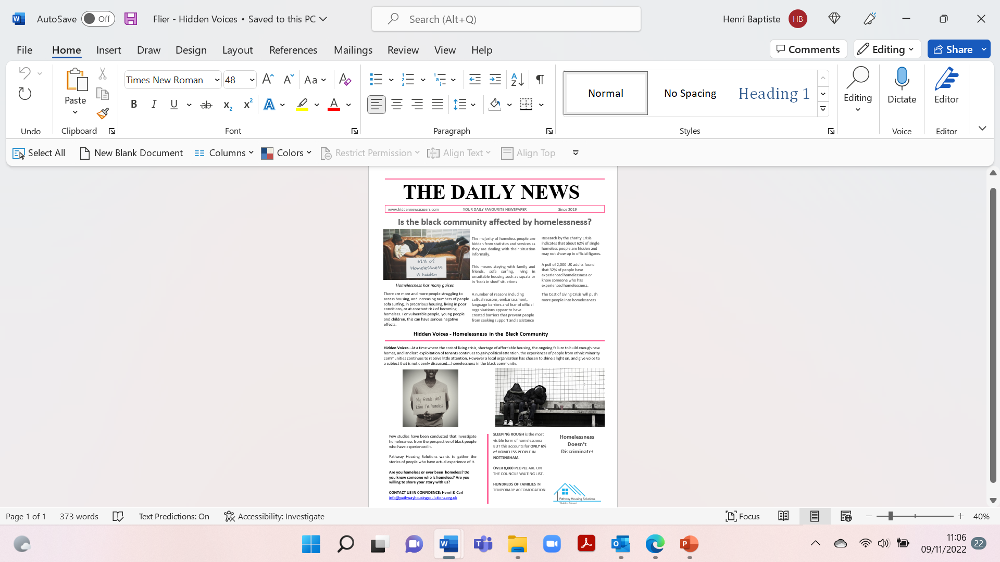 AutoSave Off Flier - Hidden Voices • Saved to this PC Search (Alt+Q) Henri Baptiste HB
File Home Insert Draw Design Layout References Mailings Review View Help Comments Editing Share
Times New Roman 48 Aa
Paste Normal No Spacing Heading 1 Editing Dictate Editor
B I U ab x2 x2 A A
Undo Clipboard Font Paragraph Styles Voice Editor
Select All New Blank Document Columns Colors Restrict Permission Align Text Align Top
THE DAILY NEWS
www.hiddennewspapers.com YOUR DAILY FAVOURITE NEWSPAPER Since 2019
Is the black community affected by homelessness?
62% of
Homelessness
is hidden
Homelessness has many guises
There are more and more people struggling to
access housing, and increasing numbers of people
sofa surfing, in precarious housing, living in poor
conditions, or at constant risk of becoming
homeless. For vulnerable people, young people
and children, this can have serious negative
effects.
The majority of homeless people are
hidden from statistics and services as
they are dealing with their situation
informally.
This means staying with family and
friends, sofa surfing, living in
unsuitable housing such as squats or
in 'beds in shed' situations
A number of reasons including
cultural reasons, embarrassment,
language barriers and fear of official
organisations appear to have
created barriers that prevent people
from seeking support and assistance
Research by the charity Crisis
indicates that about 62% of single
homeless people are hidden and
may not show up in official figures.
A poll of 2,000 UK adults found
that 32% of people have
experienced homelessness or
know someone who has
experienced homelessness.
The Cost of Living Crisis will push
more people into homelessness
Hidden Voices - Homelessness in the Black Community
Hidden Voices - At a time where the cost of living crisis, shortage of affordable housing, the ongoing failure to build enough new
homes, and landlord exploitation of tenants continues to gain political attention, the experiences of people from ethnic minority
communities continues to receive little attention. However a local organisation has chosen to shine a light on, and give voice to
a subject that is not openly discussed....homelessness in the black community.
My friends don't
know I'm homeless
Few studies have been conducted that investigate
homelessness from the perspective of black people
who have experienced it.
Pathway Housing Solutions wants to gather the
stories of people who have actual experience of it.
Are you homeless or ever been homeless? Do
you know someone who is homeless? Are you
willing to share your story with us?
CONTACT US IN CONFIDENCE: Henri & Carl
info@pathwayhousingsoulutions.org.uk
SLEEPING ROUGH is the most
visible form of homelessness
BUT this accounts for ONLY 6%
of HOMELESS PEOPLE IN
NOTTINGHAM.
OVER 8,000 PEOPLE ARE ON
THE COUNCILS WAITING LIST.
HUNDREDS OF FAMILIES IN
TEMPORARY ACCOMODATION
Homelessness
Doesn't
Discriminate!
Pathway Housing Solutions
'Building Futures'
Page 1 of 1 373 words Text Predictions: On Accessibility: Investigate Focus 40%
11:06
09/11/2022 22